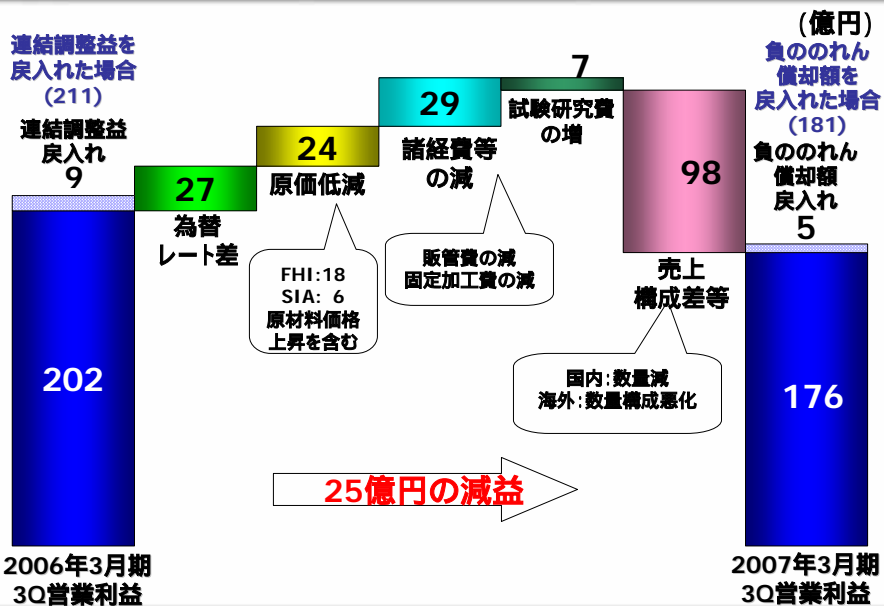 (億円)
連結調整益を
戻入れた場合
(211)
連結調整益
戻入れ
9
202
2006年3月期
3Q営業利益
27
為替
レート差
24
原価低減
FHI:18
SIA: 6
原材料価格
上昇を含む
29
諸経費等
の減
販管費の減
固定加工費の減
7
試験研究費
の増
98
売上
構成差等
国内:数量減
海外:数量構成悪化
25億円の減益
負ののれん
償却額を
戻入れた場合
(181)
負ののれん
償却額
戻入れ
5
176
2007年3月期
3Q営業利益